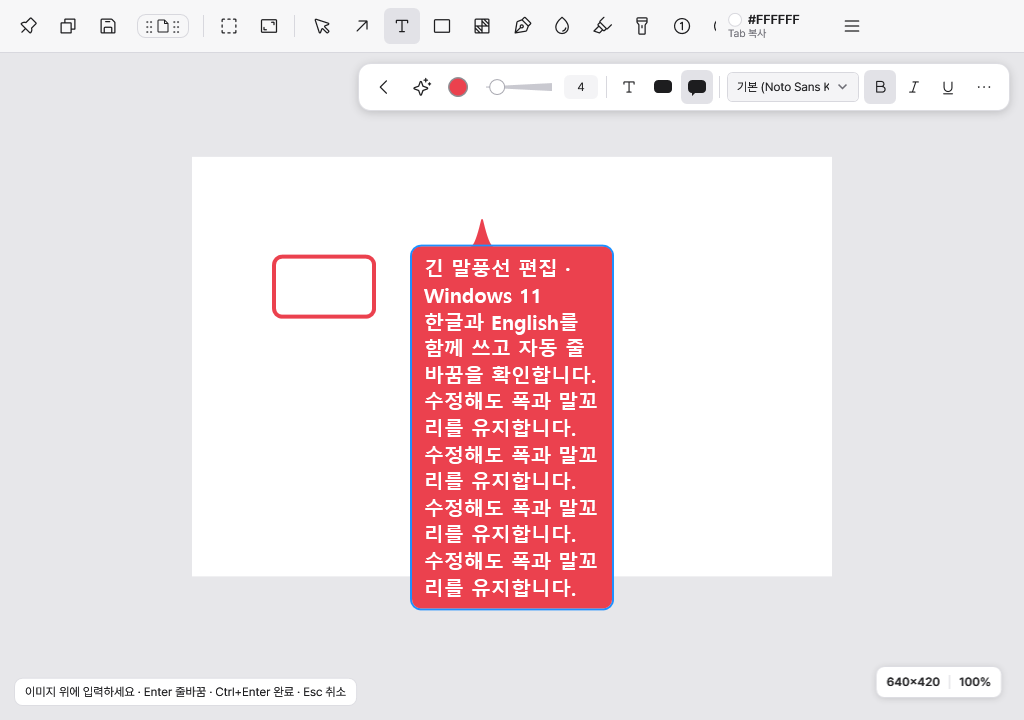 #FFFFFF
Tab 복사
4
기본 (Noto Sans K
긴 말풍선 편집 ·
Windows 11
한글과 English를
함께 쓰고 자동 줄
바꿈을 확인합니다.
수정해도 폭과 말꼬
리를 유지합니다.
수정해도 폭과 말꼬
리를 유지합니다.
수정해도 폭과 말꼬
리를 유지합니다.
수정해도 폭과 말꼬
리를 유지합니다.
이미지 위에 입력하세요 · Enter 줄바꿈 · Ctrl+Enter 완료 · Esc 취소
640×420 100%